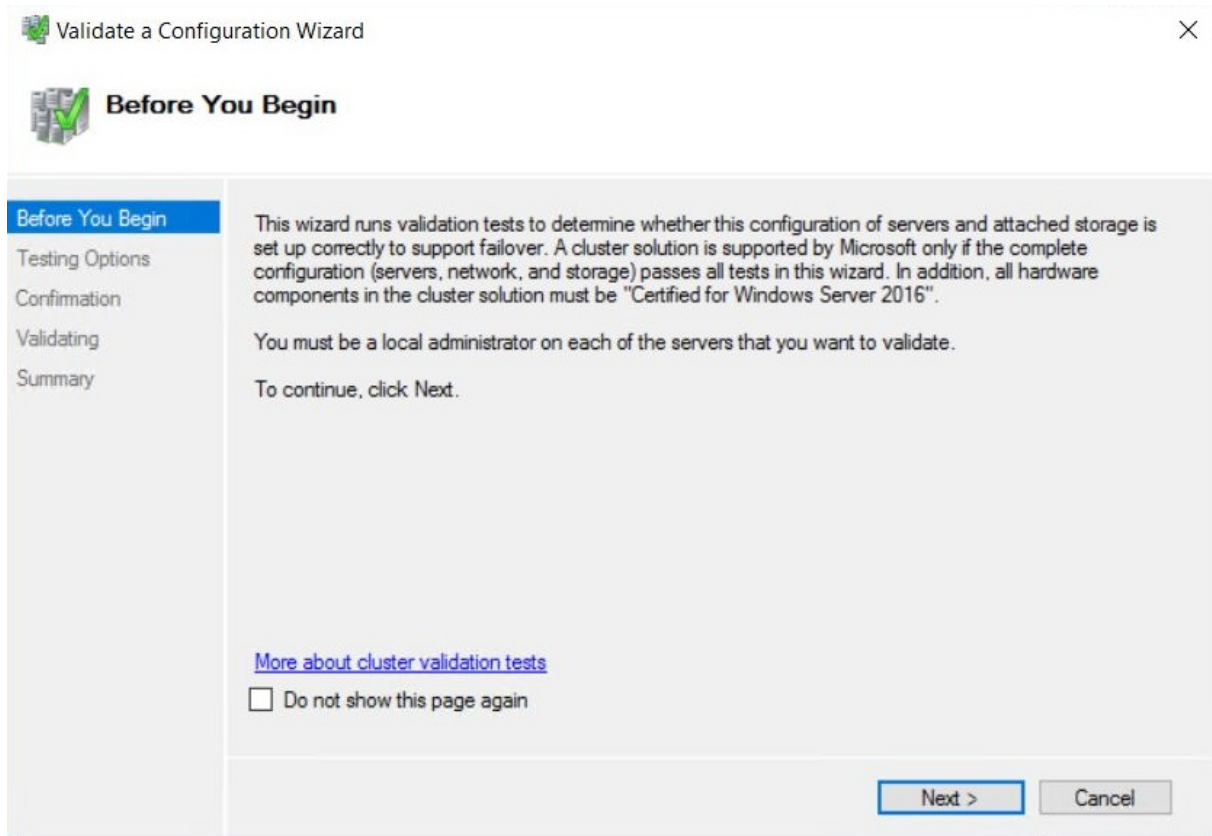 Validate a Configuration Wizard
Before You Begin
Before You Begin
Testing Options
Confirmation
Validating
Summary
This wizard runs validation tests to determine whether this configuration of servers and attached storage is
set up correctly to support failover. A cluster solution is supported by Microsoft only if the complete
configuration (servers, network, and storage) passes all tests in this wizard. In addition, all hardware
components in the cluster solution must be "Certified for Windows Server 2016".
You must be a local administrator on each of the servers that you want to validate.
To continue, click Next.
More about cluster validation tests
Do not show this page again
Next >
Cancel